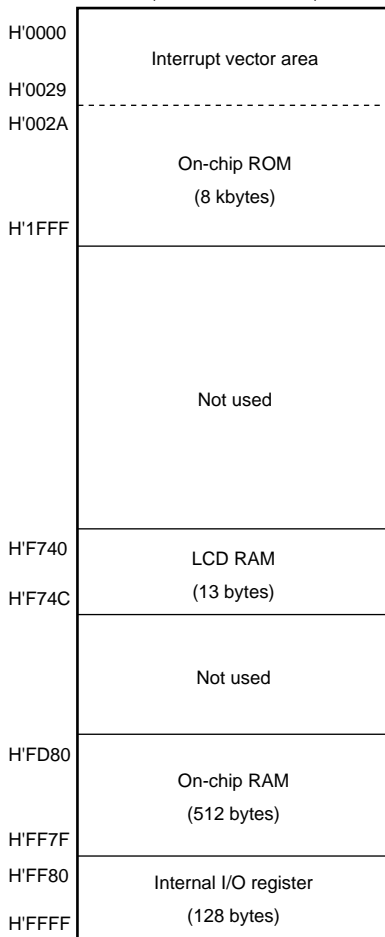 H'0000
Interrupt vector area
H'0029
H'002A
On-chip ROM
(8 kbytes)
H'1FFF
Not used
H'F740
LCD RAM
(13 bytes)
H'F74C
Not used
H'FD80
On-chip RAM
(512 bytes)
H'FF7F
H'FF80
Internal I/O register
(128 bytes)
H'FFFF